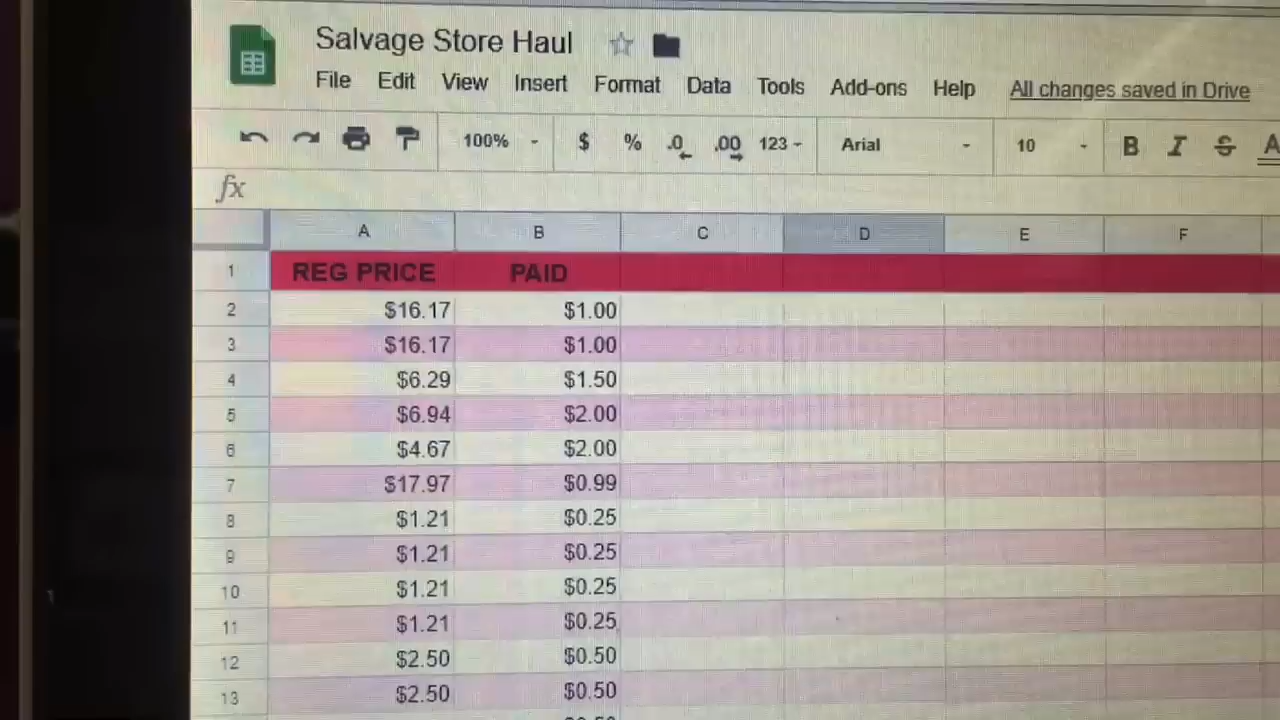 Salvage Store Haul
File Edit View Insert Format Data Tools Add-ons Help All changes saved in Drive
100% $ % .0 .00 123 Arial 10 B I S A
fx
A B C D E F
1 REG PRICE PAID
2 $16.17 $1.00
3 $16.17 $1.00
4 $6.29 $1.50
5 $6.94 $2.00
6 $4.67 $2.00
7 $17.97 $0.99
8 $1.21 $0.25
9 $1.21 $0.25
10 $1.21 $0.25
11 $1.21 $0.25
12 $2.50 $0.50
13 $2.50 $0.50